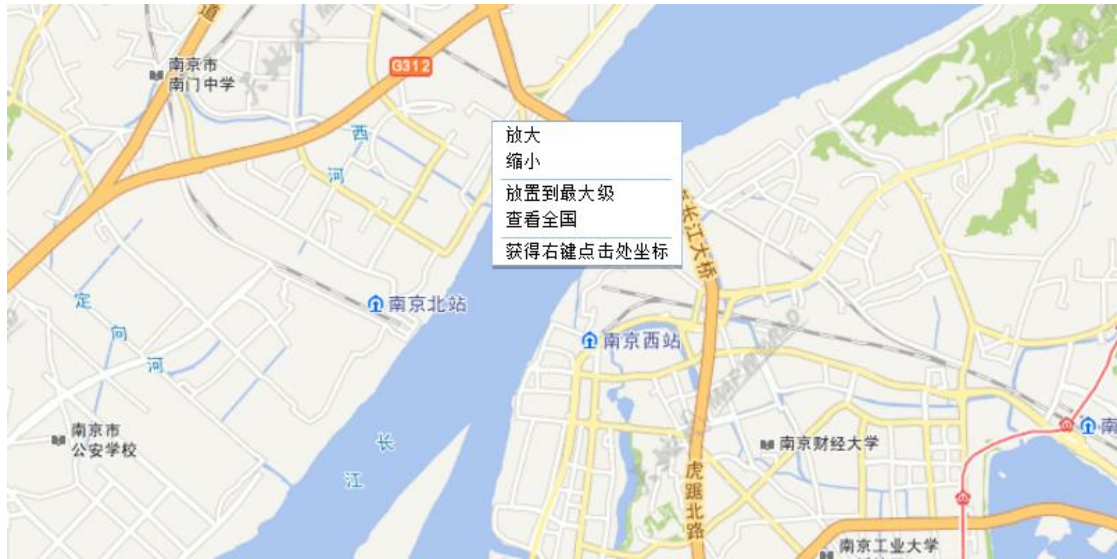 道
南京市
南门中学
G312
西
河
放大
缩小
放置到最大级
查看全国
获得右键点击处坐标
长江大桥
定
向
河
南京北站
南京西站
南京市
公安学校
长
江
南京财经大学
南
虎踞北路
南京工业大学